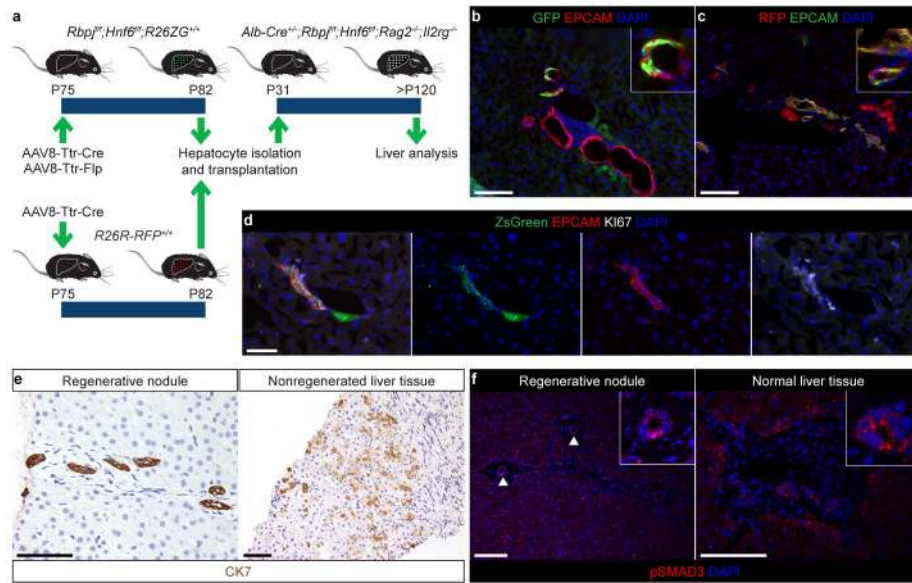 a
Rbpj^f/f;Hnf6^f/f;R26ZG^+/+
Alb-Cre^+/-;Rbpj^f/f;Hnf6^f/f;Rag2^-/-;Il2rg^-/-
P75
P82
P31
>P120
AAV8-Ttr-Cre
AAV8-Ttr-Flp
Hepatocyte isolation
and transplantation
Liver analysis
AAV8-Ttr-Cre
R26R-RFP^+/+
P75
P82
b
GFP EPCAM DAPI
c
RFP EPCAM DAPI
d
ZsGreen EPCAM KI67 DAPI
e
Regenerative nodule
Nonregenerated liver tissue
CK7
f
Regenerative nodule
Normal liver tissue
pSMAD3 DAPI